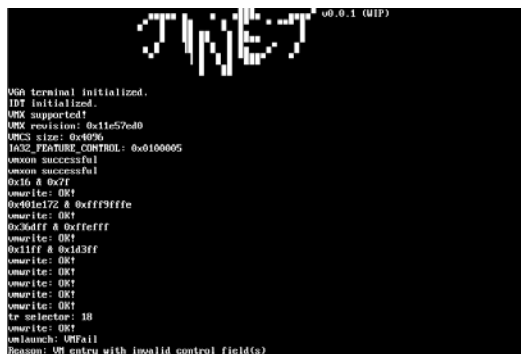 JINET v0.0.1 (WIP)
VGA terminal initialized.
IDT initialized.
VMX supported!
VMX revision: 0x11e57ed0
VMCS size: 0x4096
IA32_FEATURE_CONTROL: 0x0100005
vmxon successful
vmxon successful
0x16 & 0x7f
vmwrite: OK!
0x401e172 & 0xfff9fffe
vmwrite: OK!
0x36dff & 0xffefff
vmwrite: OK!
0x11ff & 0x1d3ff
vmwrite: OK!
vmwrite: OK!
vmwrite: OK!
vmwrite: OK!
tr selector: 18
vmwrite: OK!
vmlaunch: VMFail
Reason: VM entry with invalid control field(s)